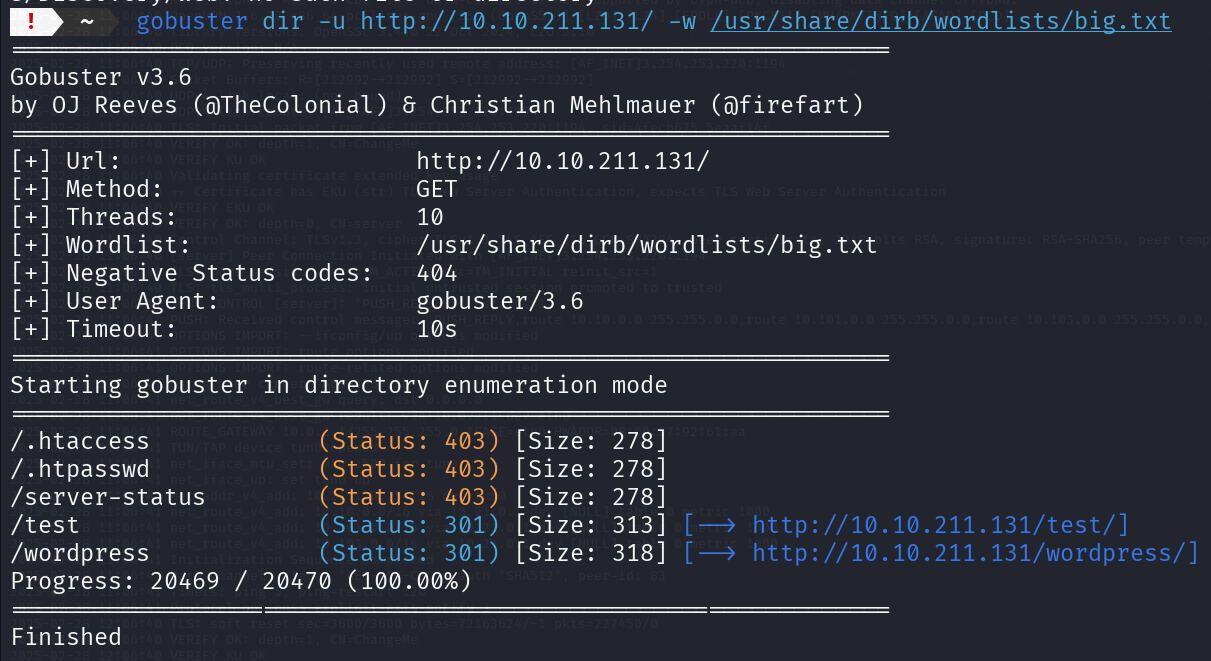 ! ~ gobuster dir -u http://10.10.211.131/ -w /usr/share/dirb/wordlists/big.txt
===============================================================
Gobuster v3.6
by OJ Reeves (@TheColonial) & Christian Mehlmauer (@firefart)
===============================================================
[+] Url: http://10.10.211.131/
[+] Method: GET
[+] Threads: 10
[+] Wordlist: /usr/share/dirb/wordlists/big.txt
[+] Negative Status codes: 404
[+] User Agent: gobuster/3.6
[+] Timeout: 10s
===============================================================
Starting gobuster in directory enumeration mode
===============================================================
/.htaccess (Status: 403) [Size: 278]
/.htpasswd (Status: 403) [Size: 278]
/server-status (Status: 403) [Size: 278]
/test (Status: 301) [Size: 313] [--> http://10.10.211.131/test/]
/wordpress (Status: 301) [Size: 318] [--> http://10.10.211.131/wordpress/]
Progress: 20469 / 20470 (100.00%)
===============================================================
Finished